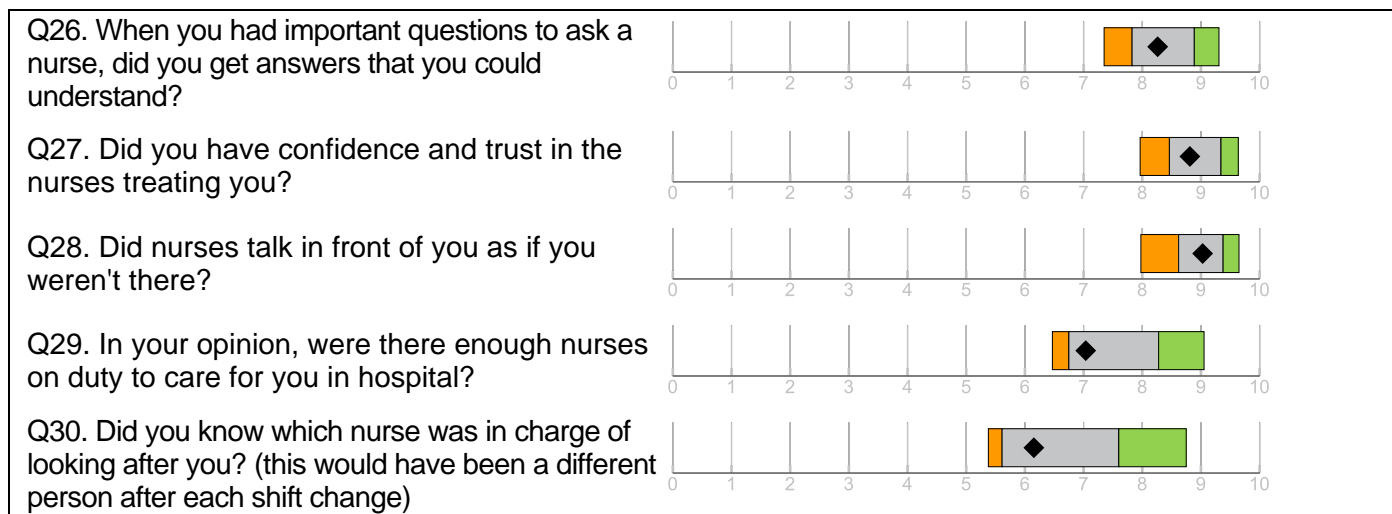 Q26. When you had important questions to ask a
nurse, did you get answers that you could
understand?
0 1 2 3 4 5 6 7 8 9 10
Q27. Did you have confidence and trust in the
nurses treating you?
0 1 2 3 4 5 6 7 8 9 10
Q28. Did nurses talk in front of you as if you
weren't there?
0 1 2 3 4 5 6 7 8 9 10
Q29. In your opinion, were there enough nurses
on duty to care for you in hospital?
0 1 2 3 4 5 6 7 8 9 10
Q30. Did you know which nurse was in charge of
looking after you? (this would have been a different
person after each shift change)
0 1 2 3 4 5 6 7 8 9 10